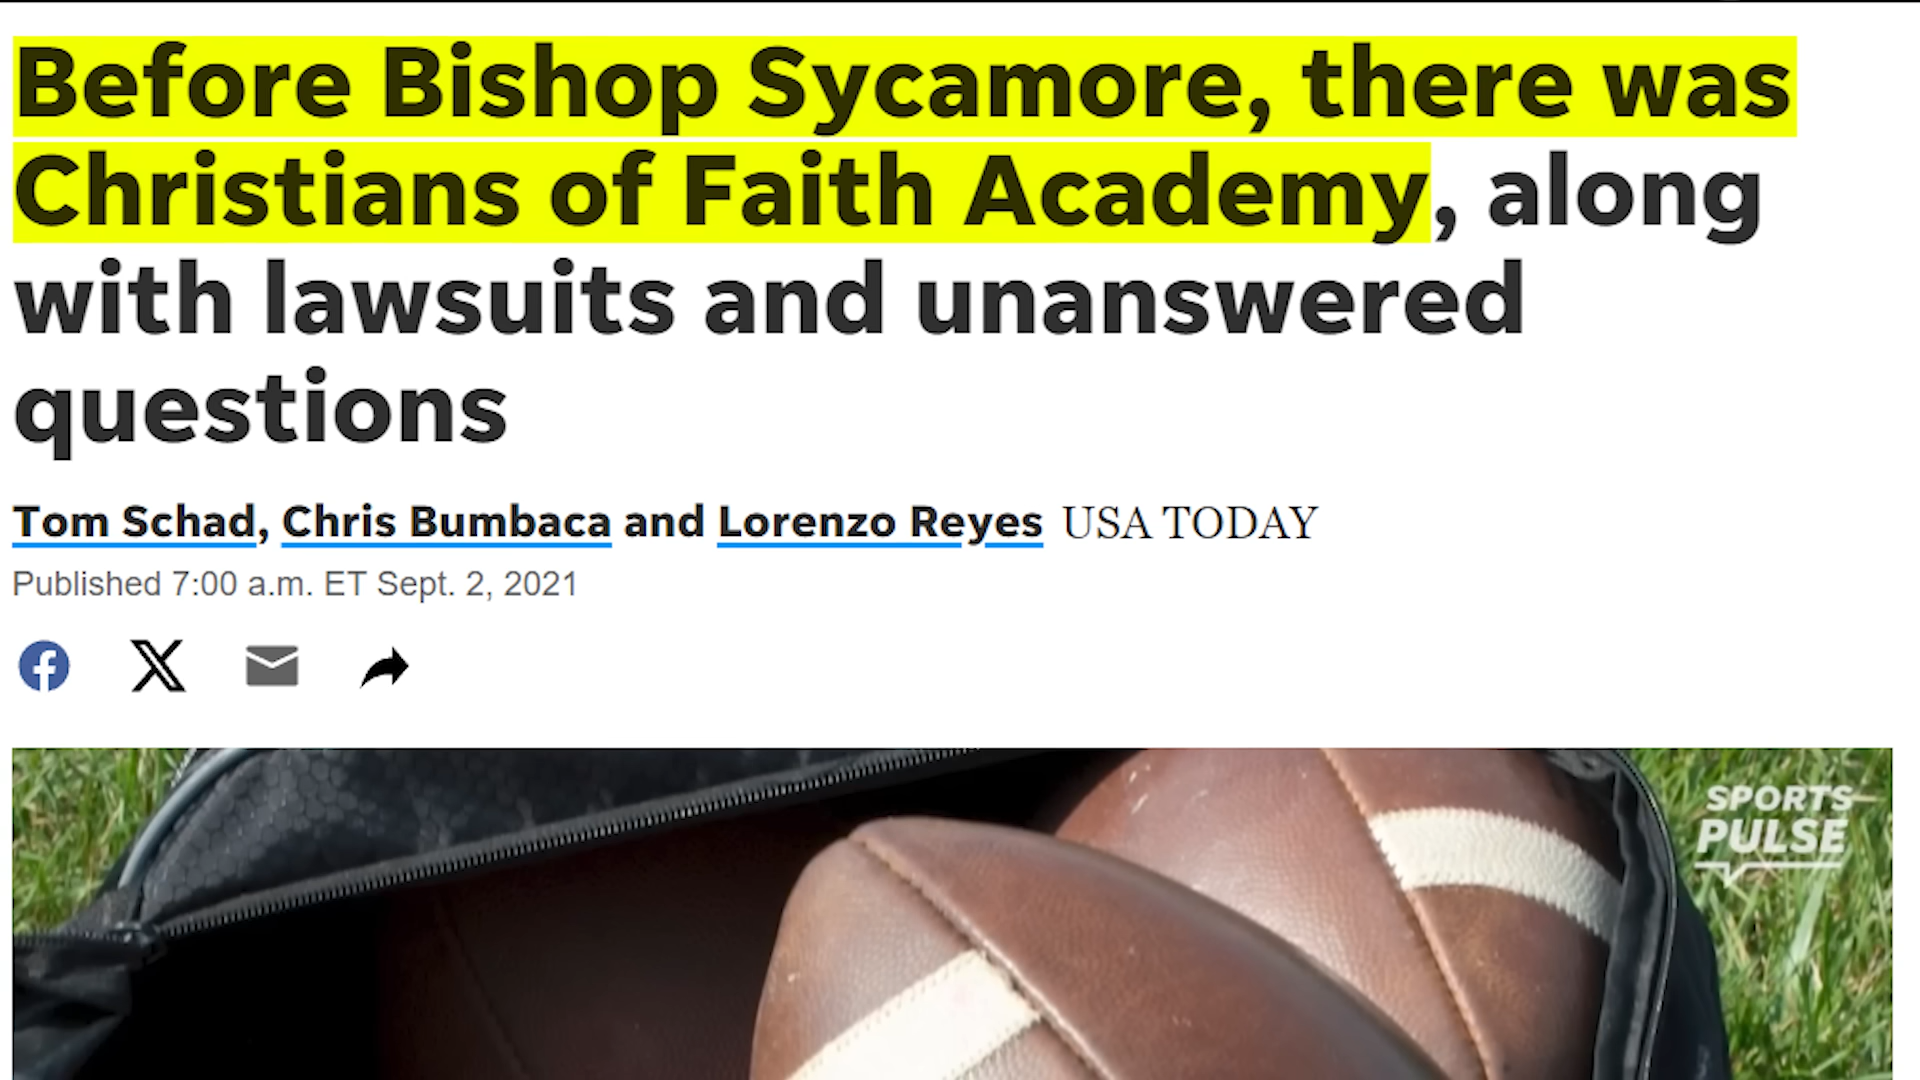 Before Bishop Sycamore, there was
Christians of Faith Academy, along
with lawsuits and unanswered
questions
Tom Schad, Chris Bumbaca and Lorenzo Reyes USA TODAY
Published 7:00 a.m. ET Sept. 2, 2021
SPORTS
PULSE